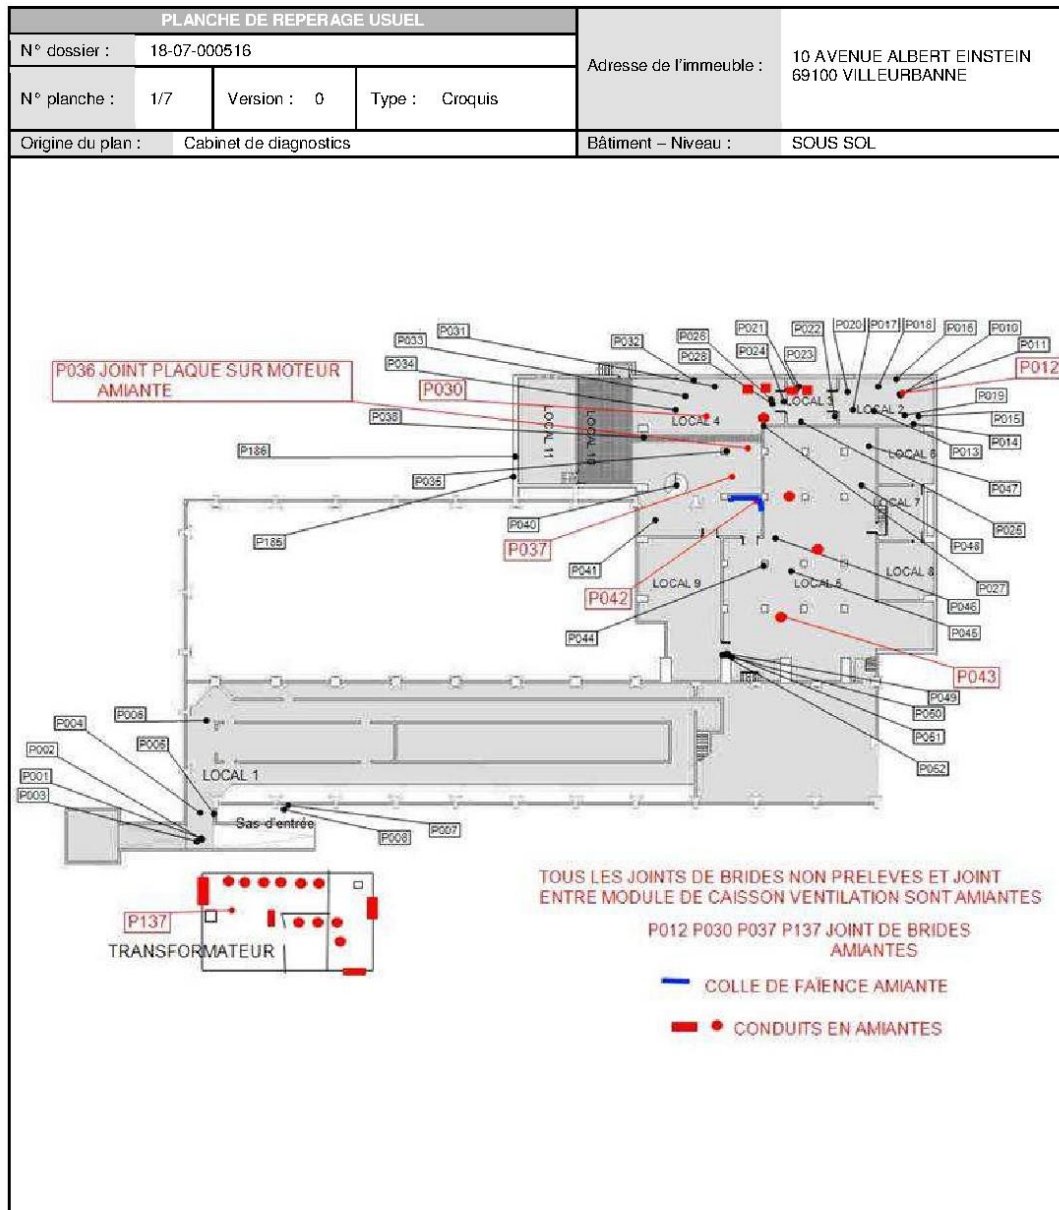 PLANCHE DE REPERAGE USUEL
N° dossier : 18-07-000516
Adresse de l'immeuble : 10 AVENUE ALBERT EINSTEIN
69100 VILLEURBANNE
N° planche : 1/7 Version : 0 Type : Croquis
Origine du plan : Cabinet de diagnostics
Bâtiment – Niveau : SOUS SOL
P031
P033
P034
P032
P026
P028
P021
P024
P022
P023
P020
P017
P018
P016
P010
P011
P012
P036 JOINT PLAQUE SUR MOTEUR
AMIANTE
P030
P038
LOCAL 11
LOCAL 10
LOCAL 4
LOCAL 3
LOCAL 2
P019
P015
P014
P013
P186
P035
LOCAL 6
P047
P040
LOCAL 7
P025
P185
P037
P048
P041
LOCAL 9
LOCAL 8
P027
P042
LOCAL 5
P046
P044
P045
P043
P049
P050
P051
P052
P006
P004
P005
P002
P001
P003
LOCAL 1
Sas d'entrée
P007
P008
P137
TRANSFORMATEUR
TOUS LES JOINTS DE BRIDES NON PRELEVES ET JOINT
ENTRE MODULE DE CAISSON VENTILATION SONT AMIANTES
P012 P030 P037 P137 JOINT DE BRIDES
AMIANTES
COLLE DE FAÏENCE AMIANTE
CONDUITS EN AMIANTES